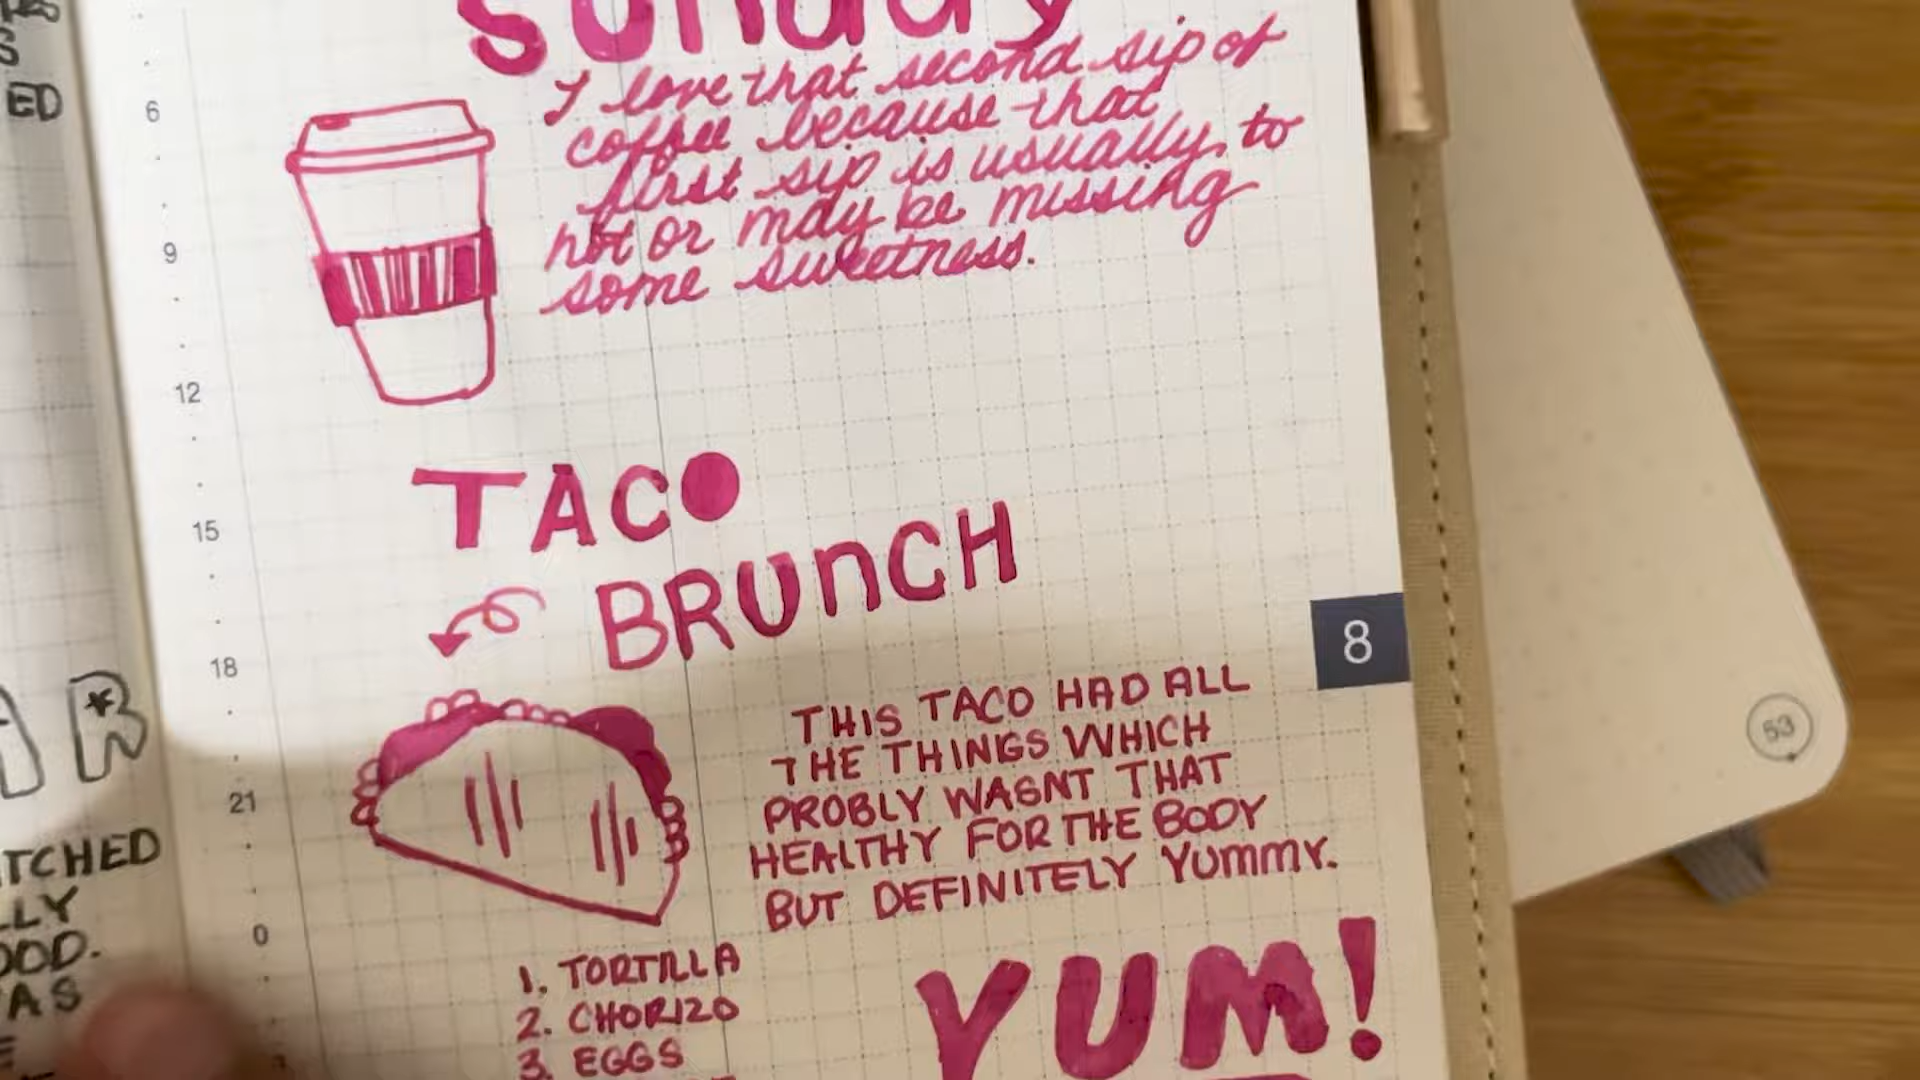 ED
Sunday
I love that second sip of
coffee because that
first sip is usually to
hot or may be missing
some sweetness.
6
9
12
15
18
21
0
TACO
BRUNCH
8
THIS TACO HAD ALL
THE THINGS WHICH
PROBLY WASNT THAT
HEALTHY FOR THE BODY
BUT DEFINITELY YUMMY.
1. TORTILLA
2. CHORIZO
3. EGGS
YUM!
R
TCHED
LLY
OOD.
AS
53